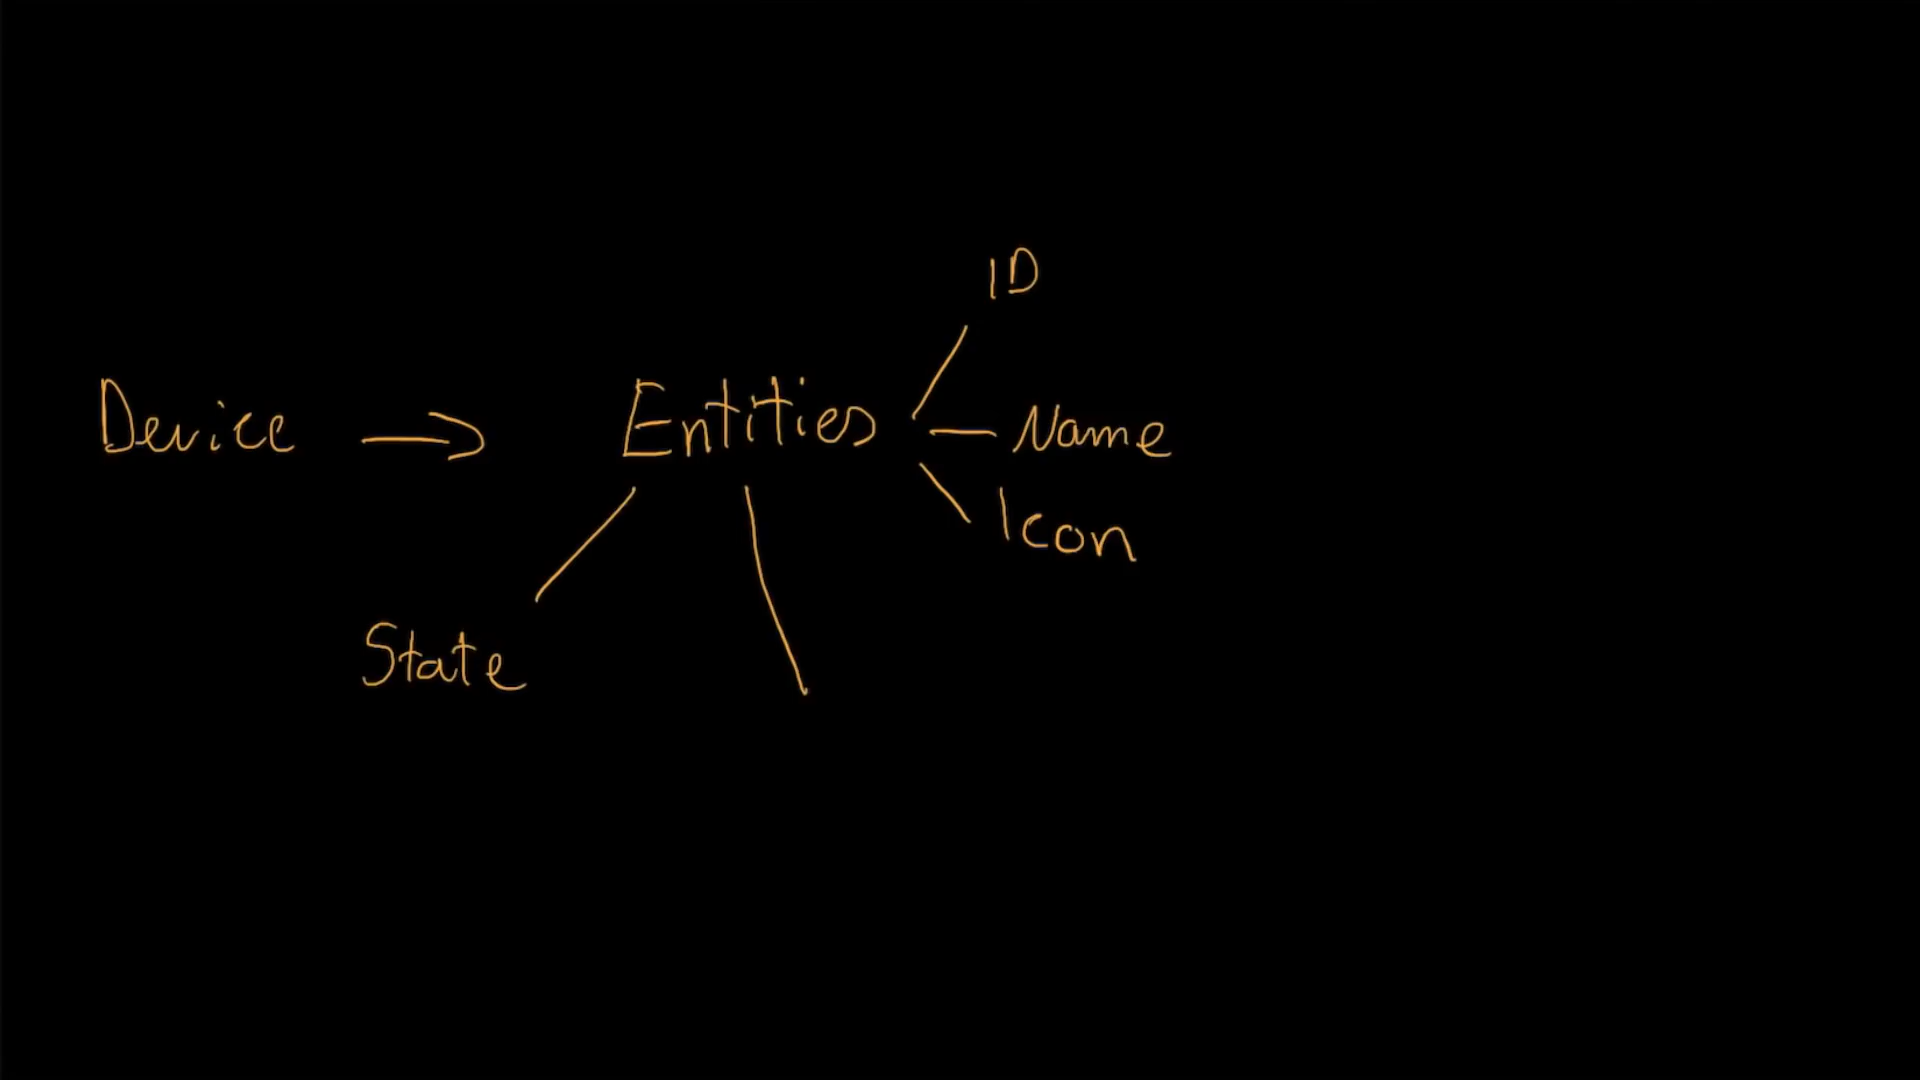 ID
Device → Entities — Name
Icon
State